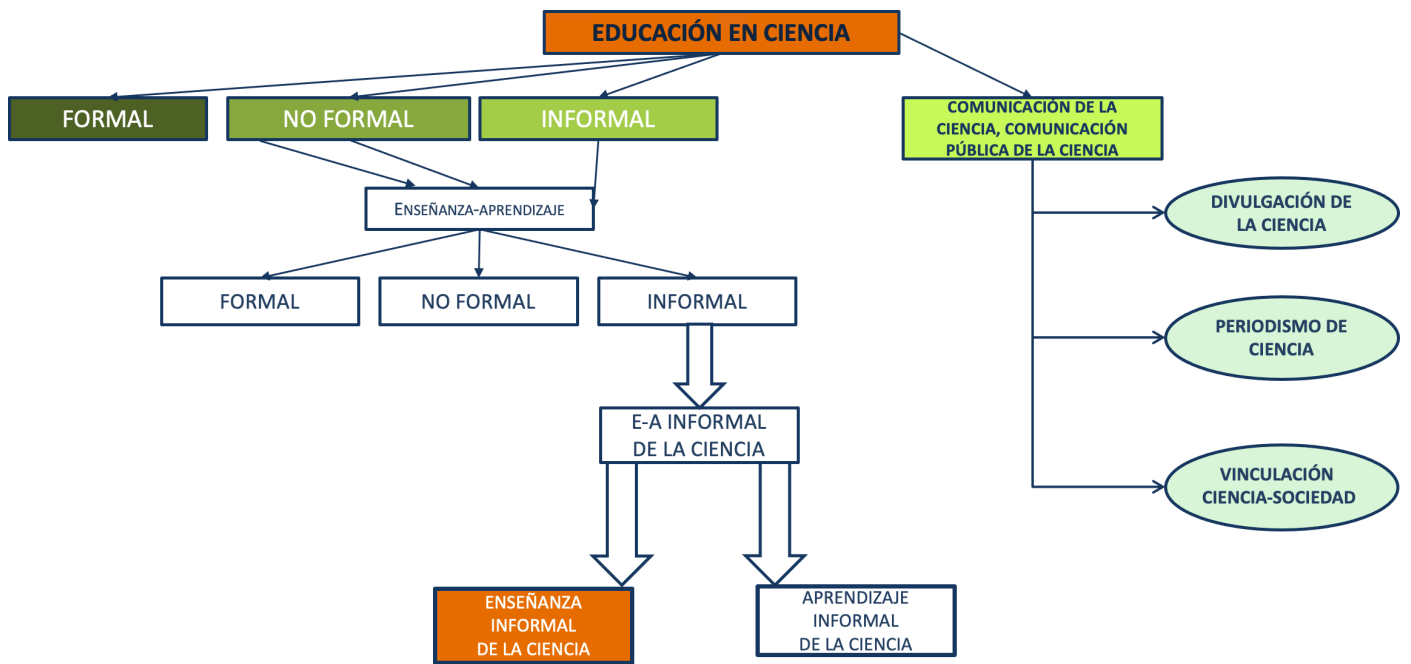 EDUCACIÓN EN CIENCIA
FORMAL
NO FORMAL
INFORMAL
COMUNICACIÓN DE LA
CIENCIA, COMUNICACIÓN
PÚBLICA DE LA CIENCIA
ENSEÑANZA-APRENDIZAJE
DIVULGACIÓN DE
LA CIENCIA
FORMAL
NO FORMAL
INFORMAL
PERIODISMO DE
CIENCIA
E-A INFORMAL
DE LA CIENCIA
VINCULACIÓN
CIENCIA-SOCIEDAD
ENSEÑANZA
INFORMAL
DE LA CIENCIA
APRENDIZAJE
INFORMAL
DE LA CIENCIA